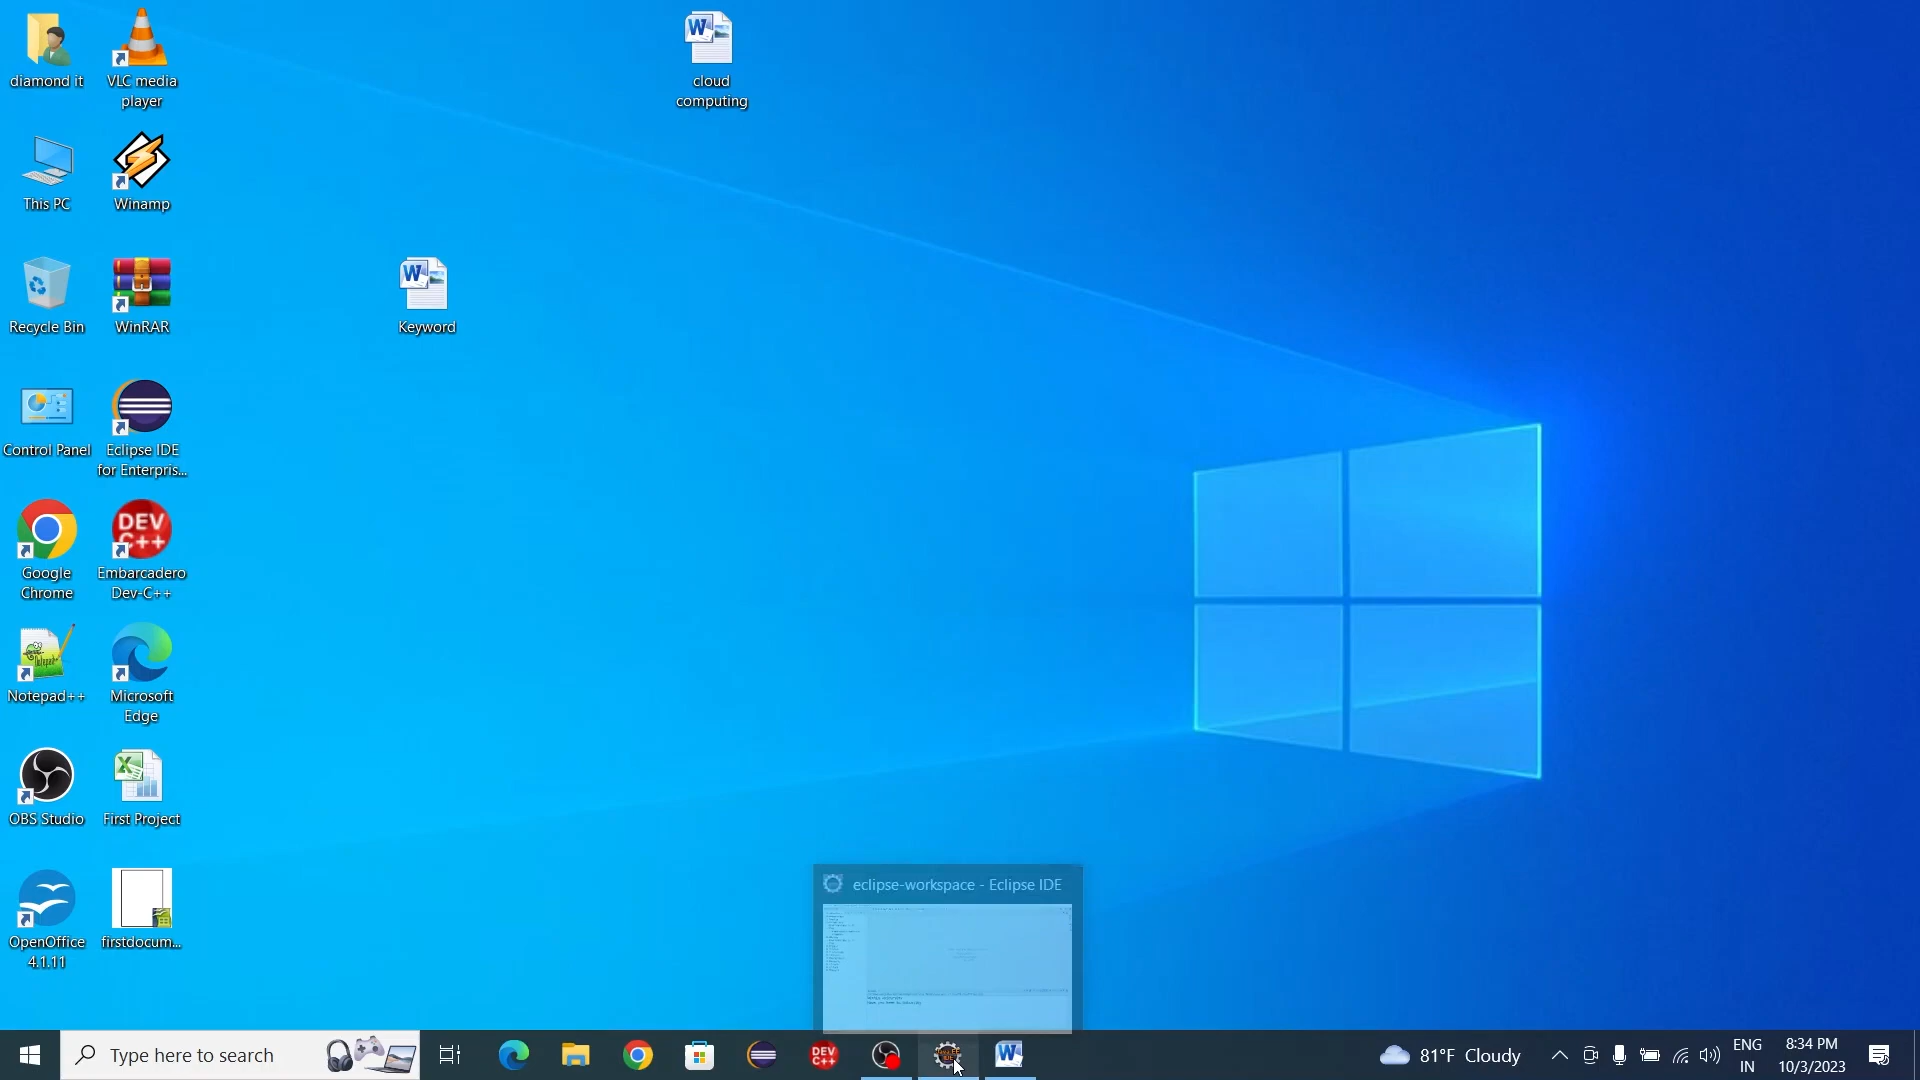 diamond it
VLC media
player
cloud
computing
This PC
Winamp
Recycle Bin
WinRAR
Keyword
Control Panel
Eclipse IDE
for Enterpris...
Google
Chrome
DEV
C++
Embarcadero
Dev-C++
Notepad++
Microsoft
Edge
OBS Studio
First Project
OpenOffice
4.1.11
firstdocum...
eclipse-workspace - Eclipse IDE
Type here to search
DEV
C++
81°F Cloudy
ENG
IN
8:34 PM
10/3/2023